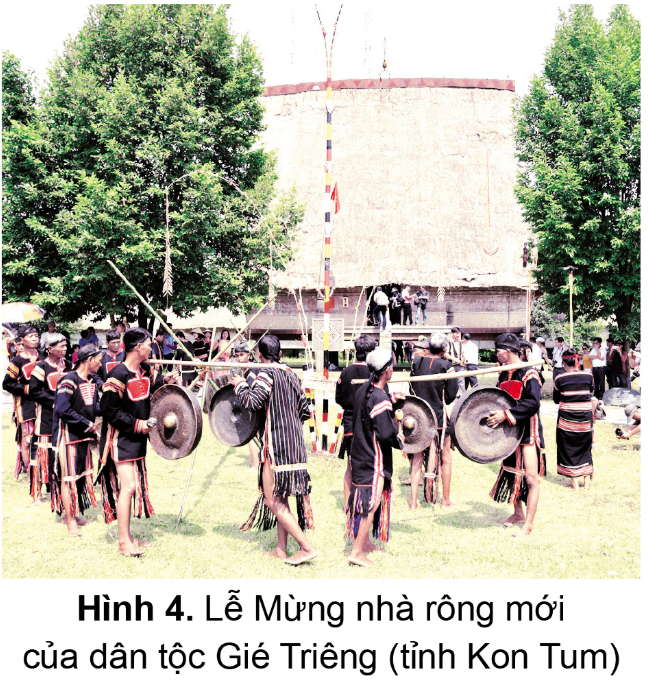 Hình 4. Lễ Mừng nhà rông mới
của dân tộc Gié Triêng (tỉnh Kon Tum)